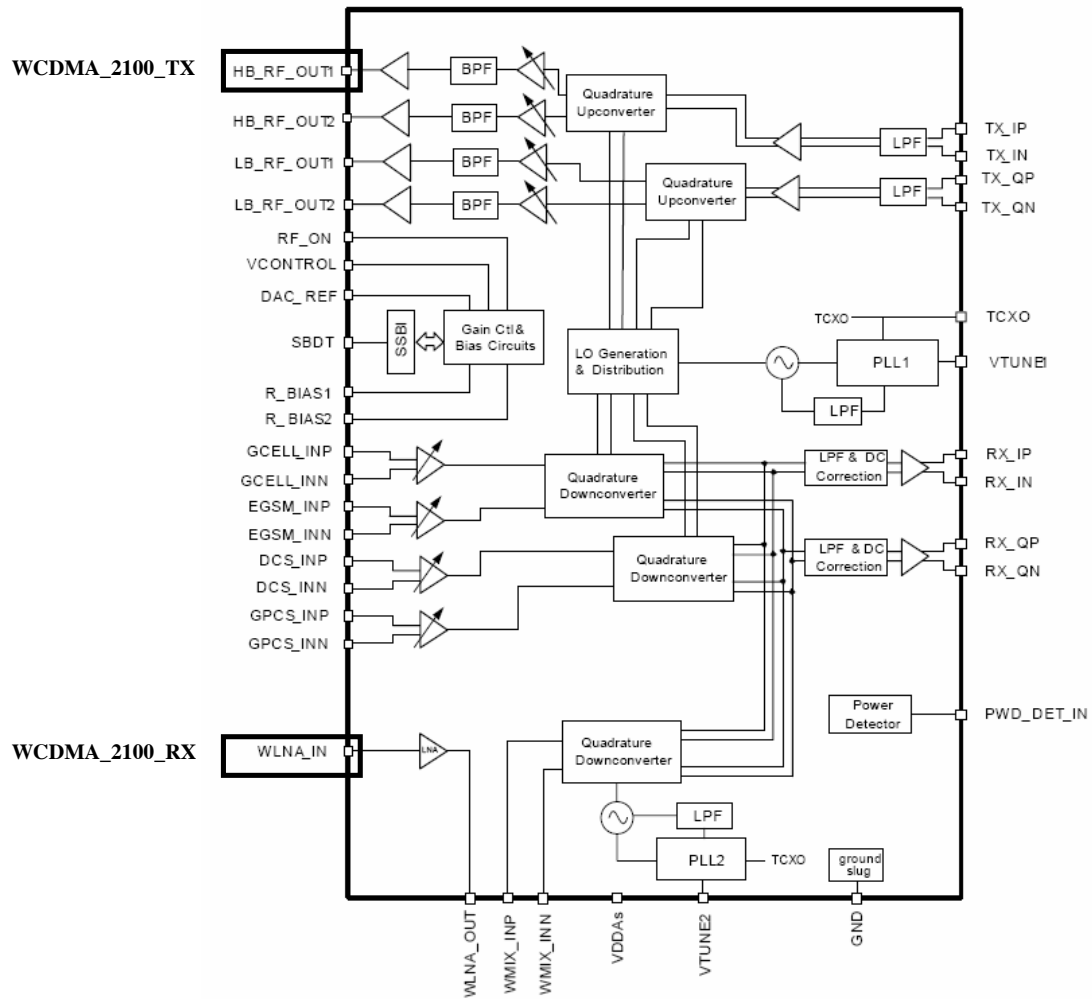 WCDMA_2100_TX
HB_RF_OUT1
HB_RF_OUT2
LB_RF_OUT1
LB_RF_OUT2
RF_ON
VCONTROL
DAC_REF
SBDT
R_BIAS1
R_BIAS2
GCELL_INP
GCELL_INN
EGSM_INP
EGSM_INN
DCS_INP
DCS_INN
GPCS_INP
GPCS_INN
WCDMA_2100_RX
WLNA_IN
BPF
BPF
BPF
BPF
Quadrature
Upconverter
Quadrature
Upconverter
LPF
LPF
TX_IP
TX_IN
TX_QP
TX_QN
SSBI
Gain Ctl &
Bias Circuits
LO Generation
& Distribution
TCXO
PLL1
LPF
TCXO
VTUNE1
Quadrature
Downconverter
Quadrature
Downconverter
LPF & DC
Correction
LPF & DC
Correction
RX_IP
RX_IN
RX_QP
RX_QN
Power
Detector
PWD_DET_IN
LNA
Quadrature
Downconverter
LPF
PLL2
TCXO
ground
slug
WLNA_OUT
WMIX_INP
WMIX_INN
VDDAs
VTUNE2
GND